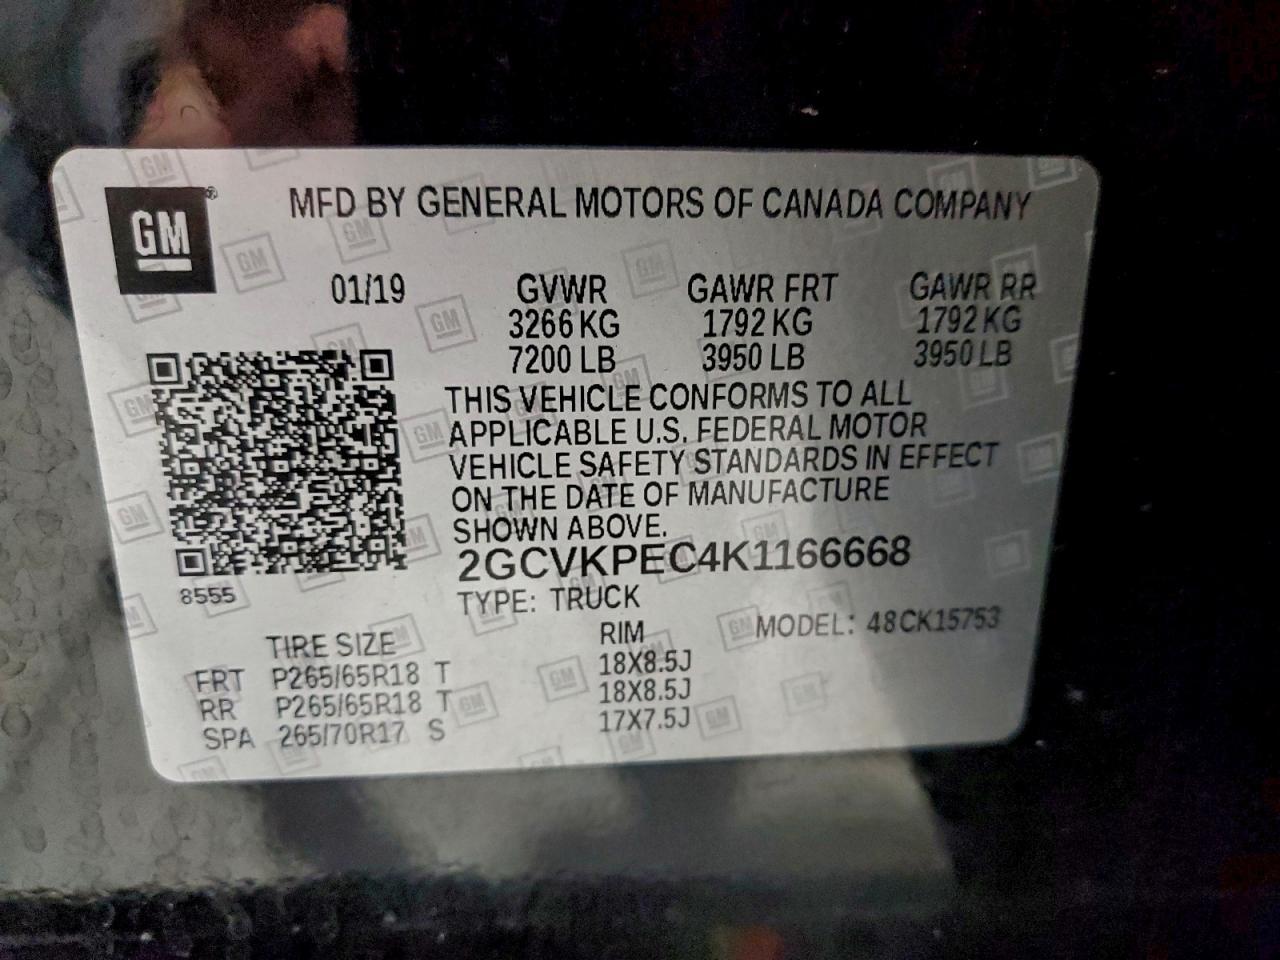 GM®
MFD BY GENERAL MOTORS OF CANADA COMPANY
01/19 GVWR GAWR FRT GAWR RR
3266 KG 1792 KG 1792 KG
7200 LB 3950 LB 3950 LB
THIS VEHICLE CONFORMS TO ALL
APPLICABLE U.S. FEDERAL MOTOR
VEHICLE SAFETY STANDARDS IN EFFECT
ON THE DATE OF MANUFACTURE
SHOWN ABOVE.
2GCVKPEC4K1166668
8555
TYPE: TRUCK
MODEL: 48CK15753
TIRE SIZE RIM
FRT P265/65R18 T 18X8.5J
RR P265/65R18 T 18X8.5J
SPA 265/70R17 S 17X7.5J